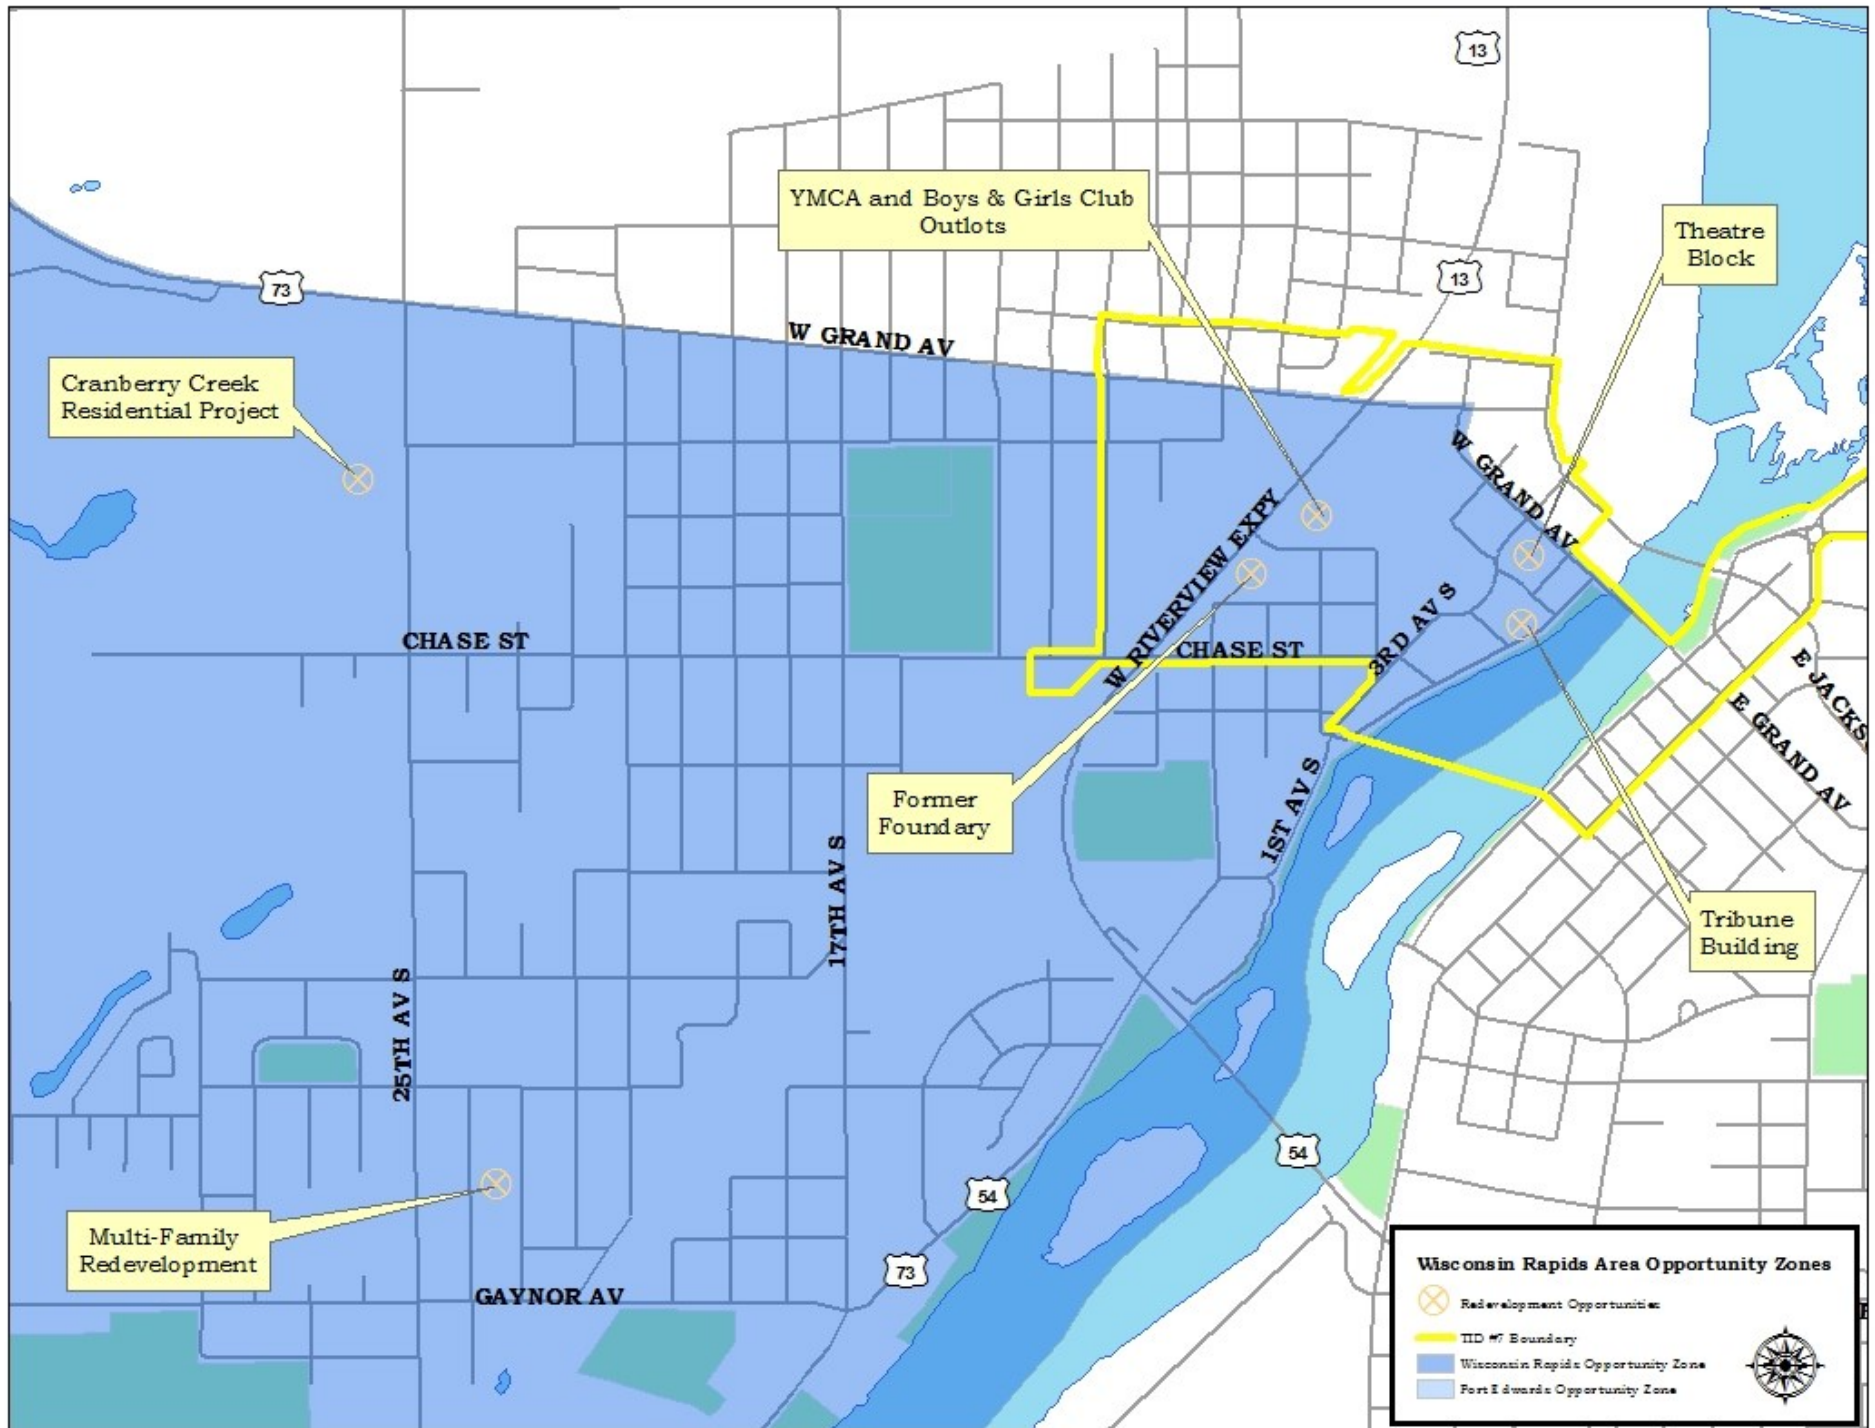 13
YMCA and Boys & Girls Club
Outlots
Theatre
Block
13
73
W GRAND AV
Cranberry Creek
Residential Project
W GRAND AV
W RIVERVIEW EXPY
CHASE ST
CHASE ST
3RD AV S
E JACKS
E GRAND AV
Former
Foundary
1ST AV S
17TH AV S
Tribune
Building
25TH AV S
54
54
Multi-Family
Redevelopment
73
GAYNOR AV
Wisconsin Rapids Area Opportunity Zones
Redevelopment Opportunities
TID #7 Boundary
Wisconsin Rapids Opportunity Zone
Port Edwards Opportunity Zone